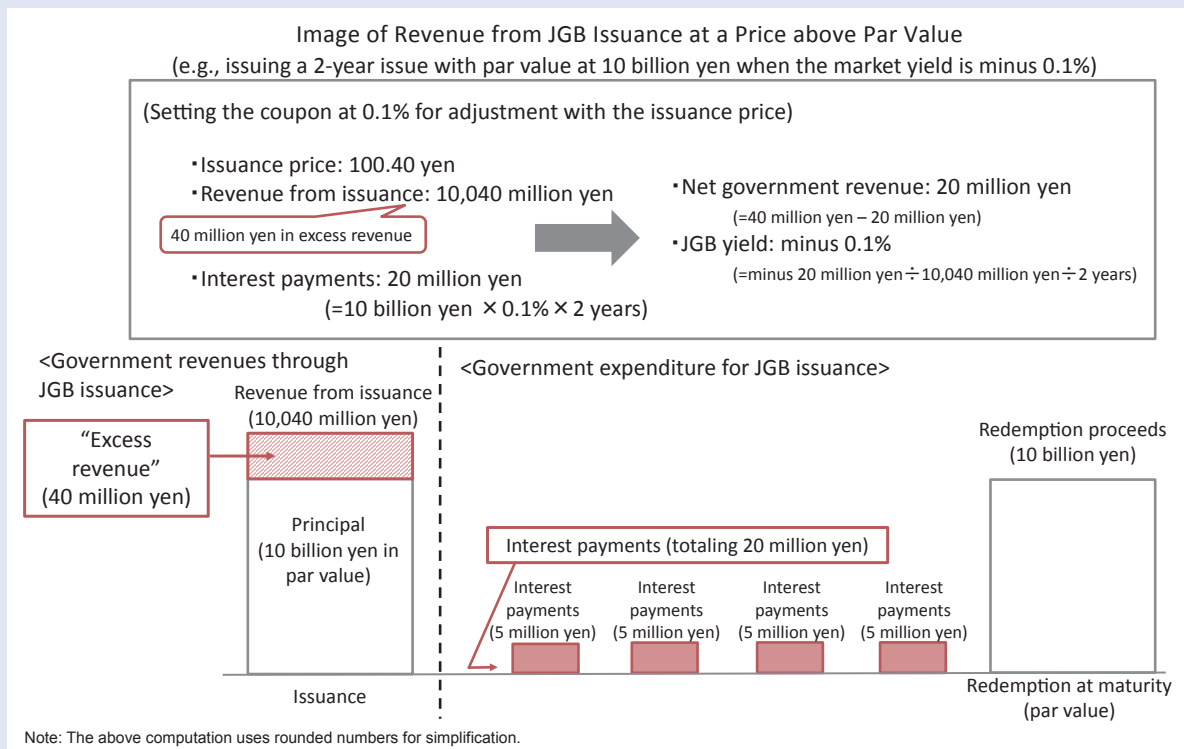 Image of Revenue from JGB Issuance at a Price above Par Value
(e.g., issuing a 2-year issue with par value at 10 billion yen when the market yield is minus 0.1%)
(Setting the coupon at 0.1% for adjustment with the issuance price)
・Issuance price: 100.40 yen
・Revenue from issuance: 10,040 million yen
40 million yen in excess revenue
・Interest payments: 20 million yen
(=10 billion yen ×0.1%×2 years)
・Net government revenue: 20 million yen
(=40 million yen – 20 million yen)
・JGB yield: minus 0.1%
(=minus 20 million yen÷10,040 million yen÷2 years)
<Government revenues through
JGB issuance>
Revenue from issuance
(10,040 million yen)
“Excess
revenue”
(40 million yen)
Principal
(10 billion yen in
par value)
Issuance
<Government expenditure for JGB issuance>
Interest payments (totaling 20 million yen)
Interest
payments
(5 million yen)
Interest
payments
(5 million yen)
Interest
payments
(5 million yen)
Interest
payments
(5 million yen)
Redemption proceeds
(10 billion yen)
Redemption at maturity
(par value)
Note: The above computation uses rounded numbers for simplification.